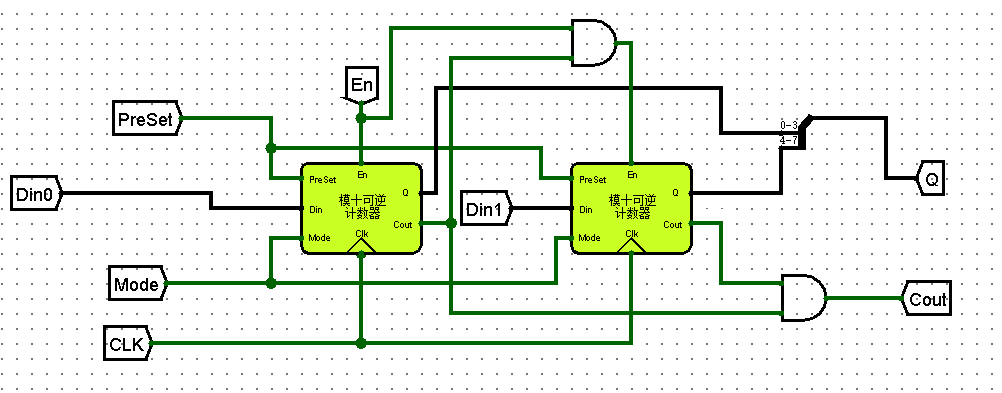 En
PreSet
0-3
4-7
Din0
Din1
Q
En
PreSet
Din
Mode
模十可逆
计数器
Q
Cout
Clk
En
PreSet
Din
Mode
模十可逆
计数器
Q
Cout
Clk
Mode
Cout
CLK